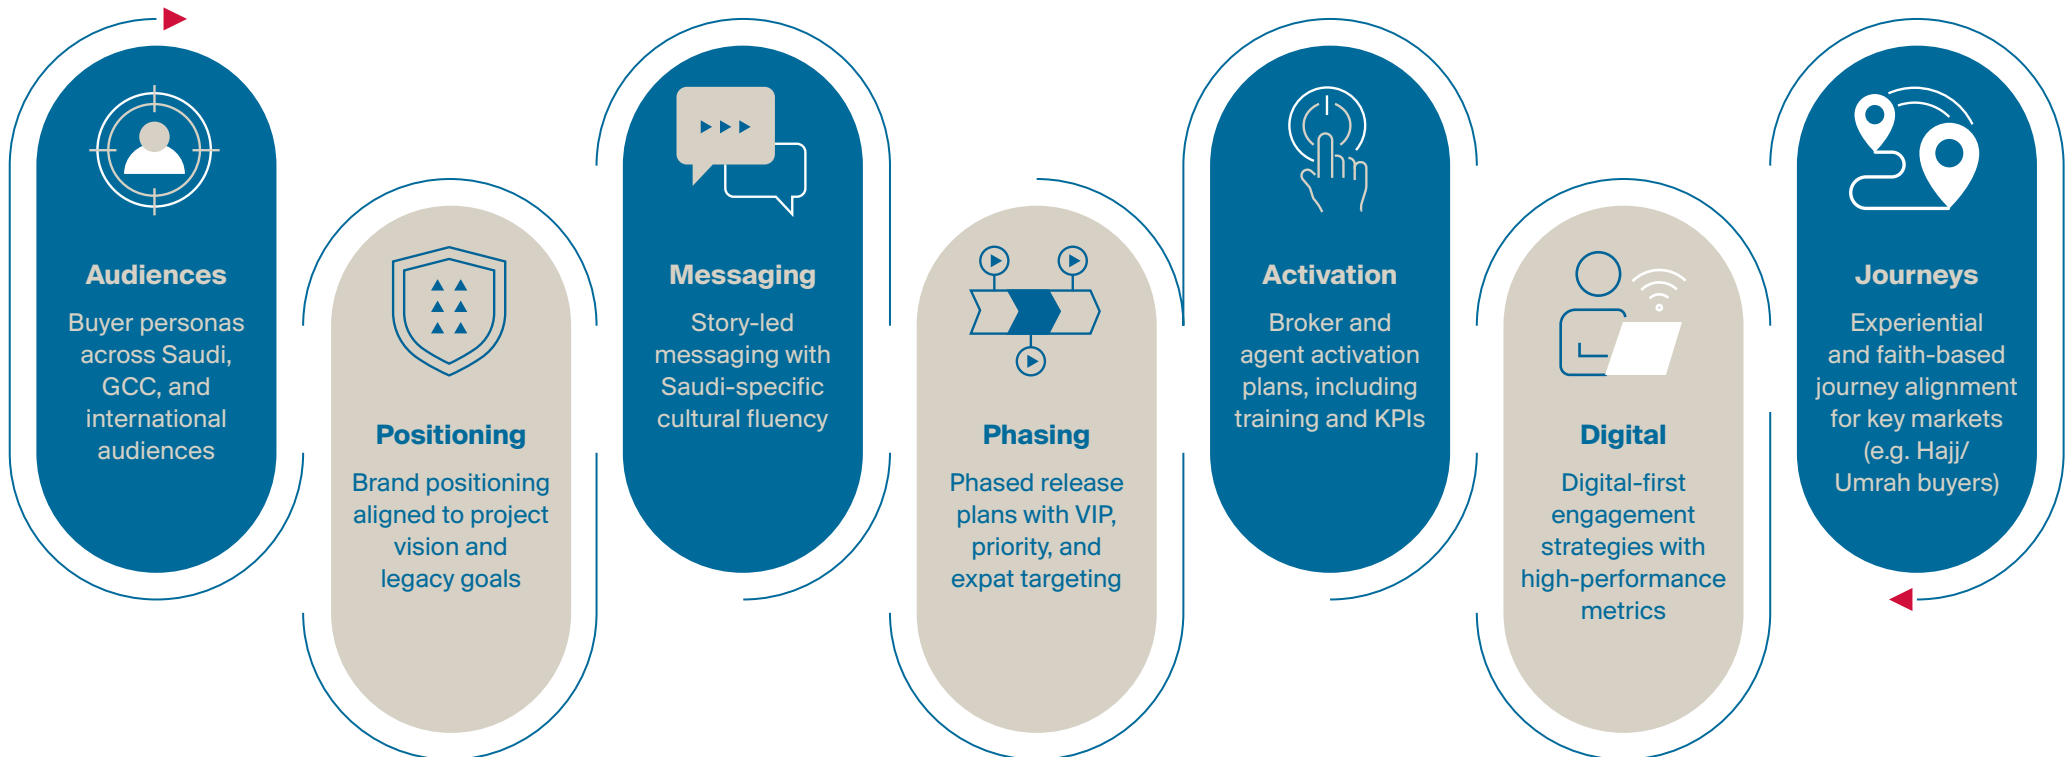 Audiences
Buyer personas
across Saudi,
GCC, and
international
audiences
Positioning
Brand positioning
aligned to project
vision and
legacy goals
Messaging
Story-led
messaging with
Saudi-specific
cultural fluency
Phasing
Phased release
plans with VIP,
priority, and
expat targeting
Activation
Broker and
agent activation
plans, including
training and KPIs
Digital
Digital-first
engagement
strategies with
high-performance
metrics
Journeys
Experiential
and faith-based
journey alignment
for key markets
(e.g. Hajj/
Umrah buyers)